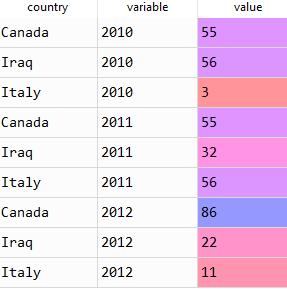 country variable value
Canada 2010 55
Iraq 2010 56
Italy 2010 3
Canada 2011 55
Iraq 2011 32
Italy 2011 56
Canada 2012 86
Iraq 2012 22
Italy 2012 11